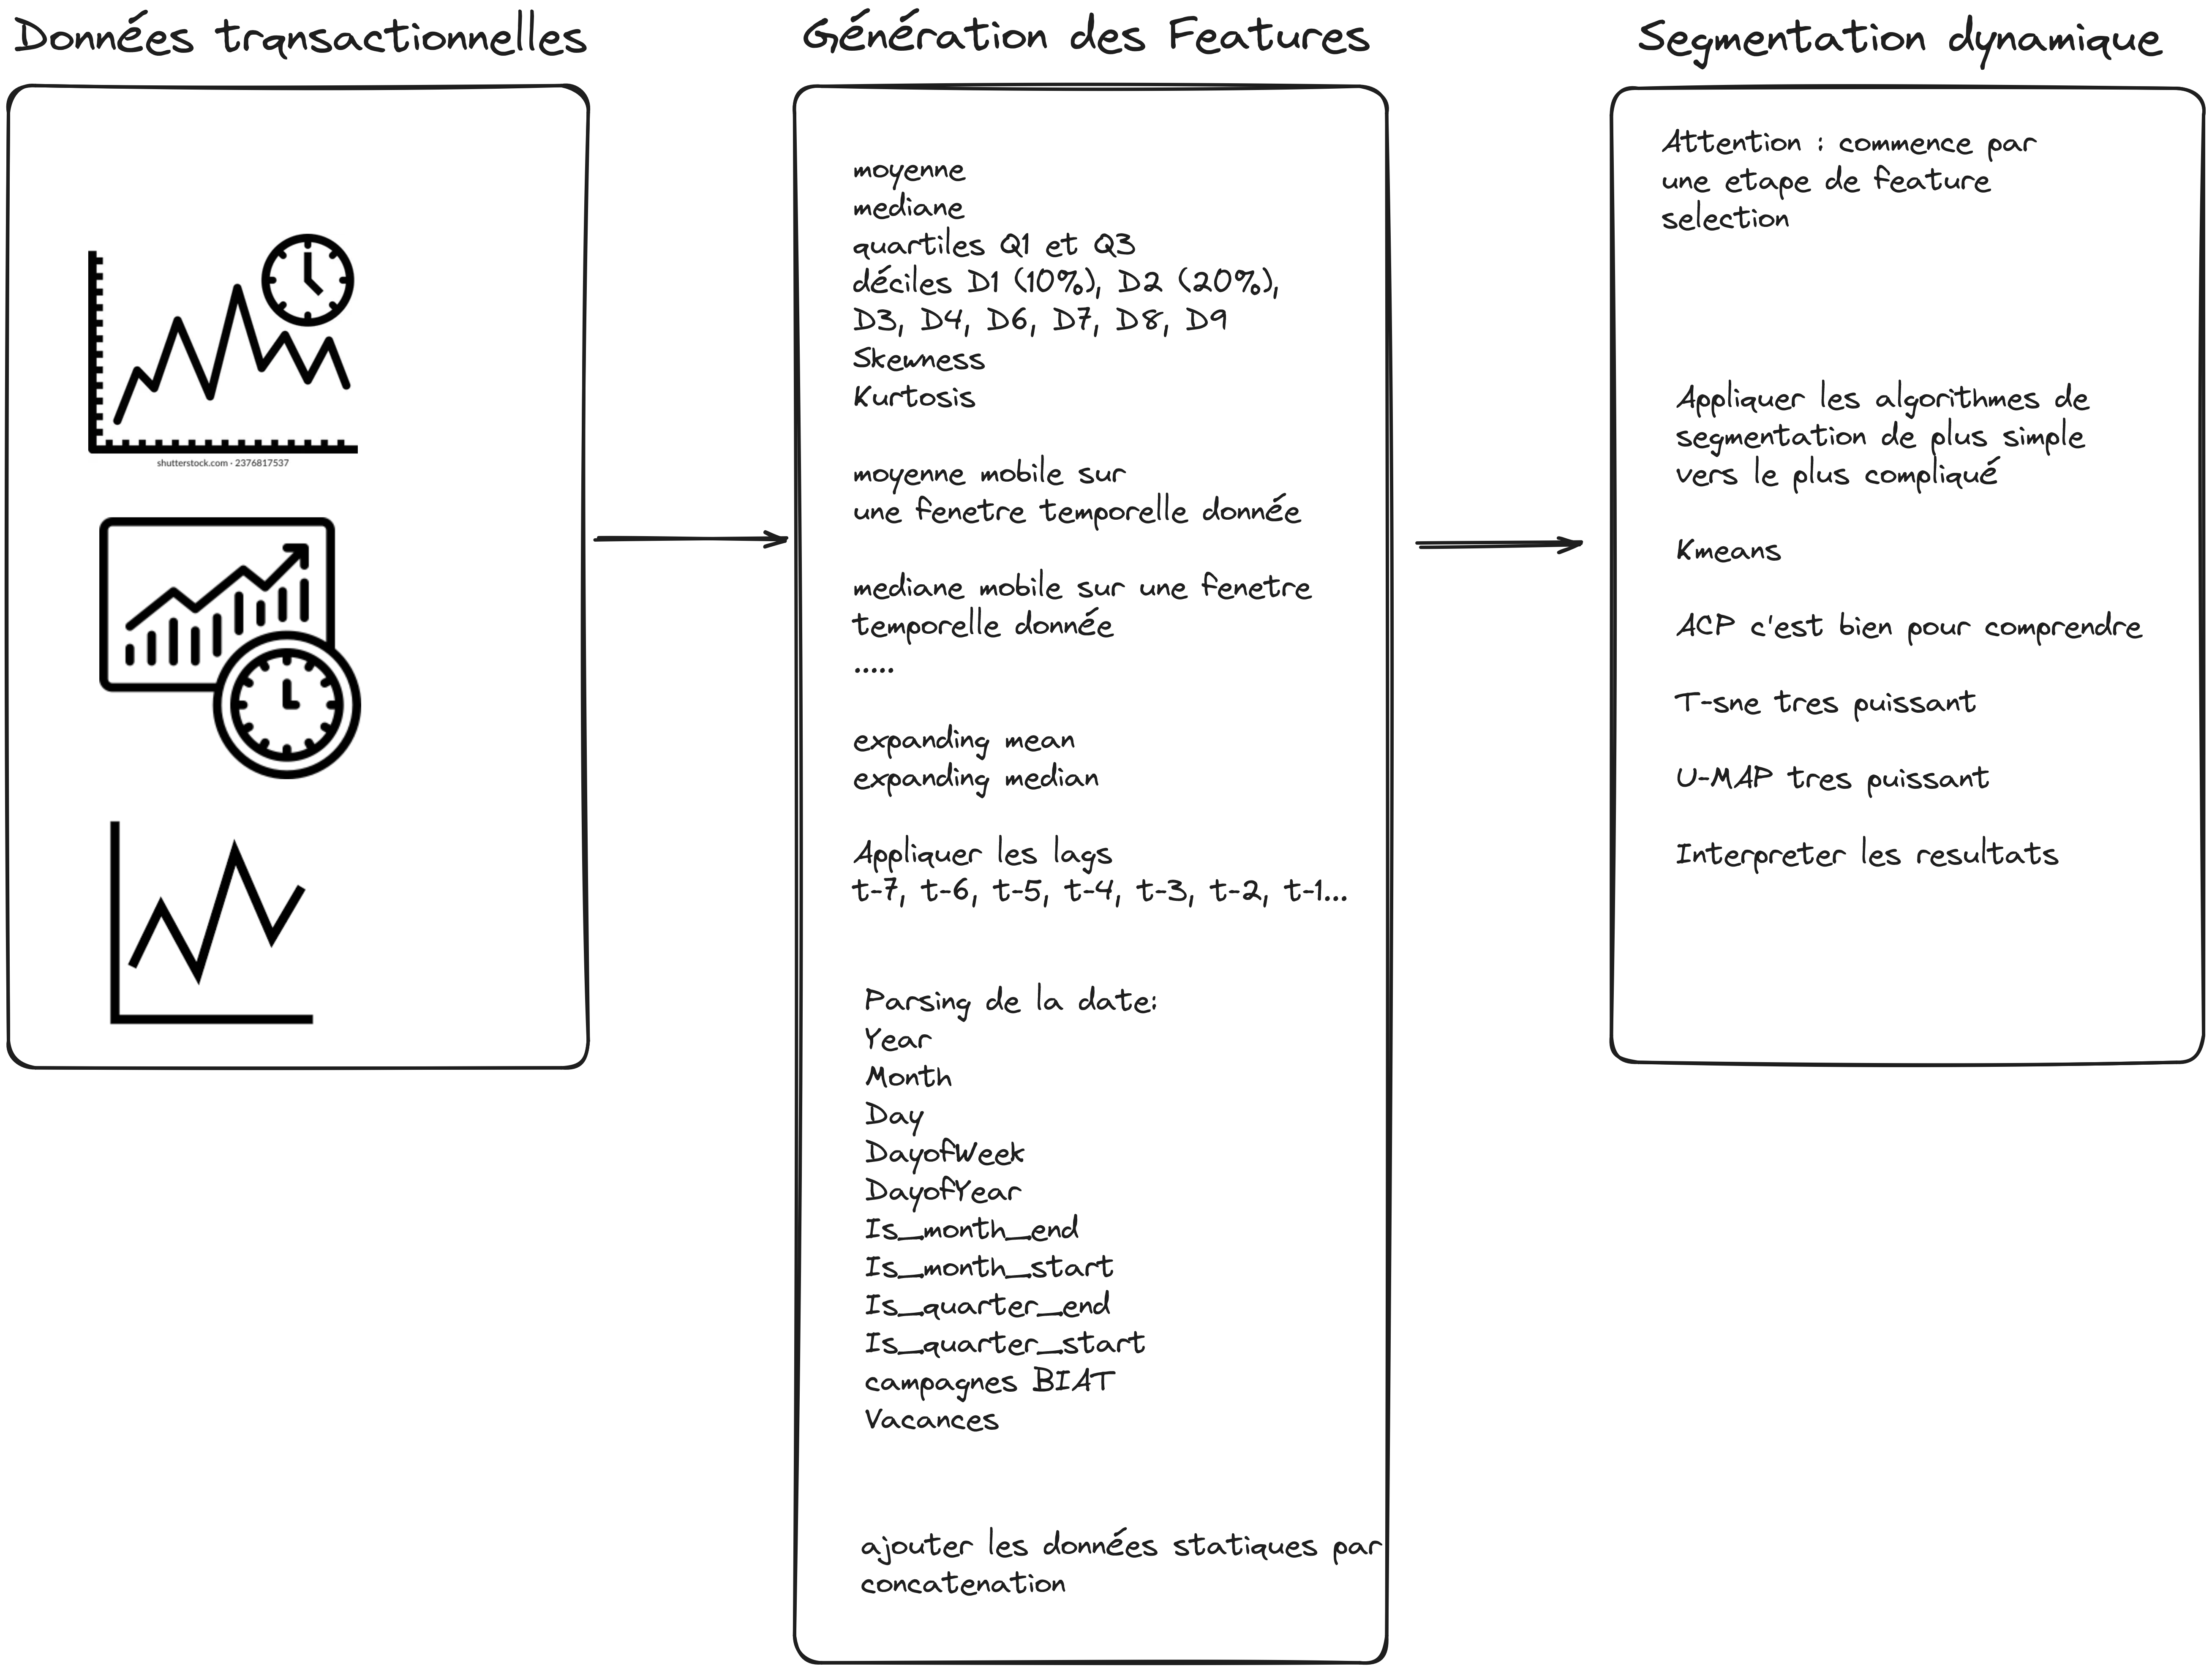 Données transactionnelles
shutterstock.com · 2376817537
Génération des Features
moyenne
mediane
quartiles Q1 et Q3
déciles D1 (10%), D2 (20%),
D3, D4, D6, D7, D8, D9
Skewness
Kurtosis
moyenne mobile sur
une fenetre temporelle donnée
mediane mobile sur une fenetre
temporelle donnée
.....
expanding mean
expanding median
Appliquer les lags
t-7, t-6, t-5, t-4, t-3, t-2, t-1...
Parsing de la date:
Year
Month
Day
DayofWeek
DayofYear
Is_month_end
Is_month_start
Is_quarter_end
Is_quarter_start
campagnes BIAT
Vacances
ajouter les données statiques par
concatenation
Segmentation dynamique
Attention : commence par
une etape de feature
selection
Appliquer les algorithmes de
segmentation de plus simple
vers le plus compliqué
Kmeans
ACP c'est bien pour comprendre
T-sne tres puissant
U-MAP tres puissant
Interpreter les resultats